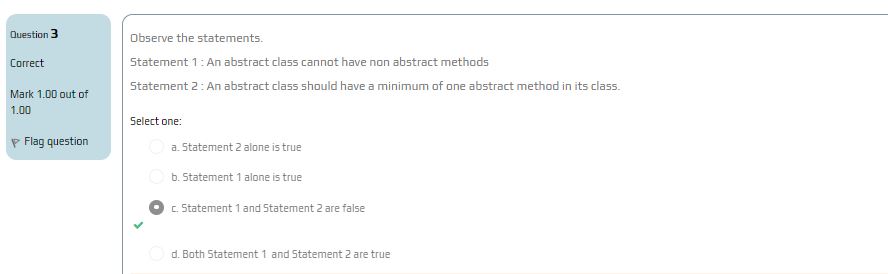 Question 3
Correct
Mark 1.00 out of
1.00
Flag question
Observe the statements.
Statement 1 : An abstract class cannot have non abstract methods
Statement 2 : An abstract class should have a minimum of one abstract method in its class.
Select one:
a. Statement 2 alone is true
b. Statement 1 alone is true
c. Statement 1 and Statement 2 are false
d. Both Statement 1 and Statement 2 are true